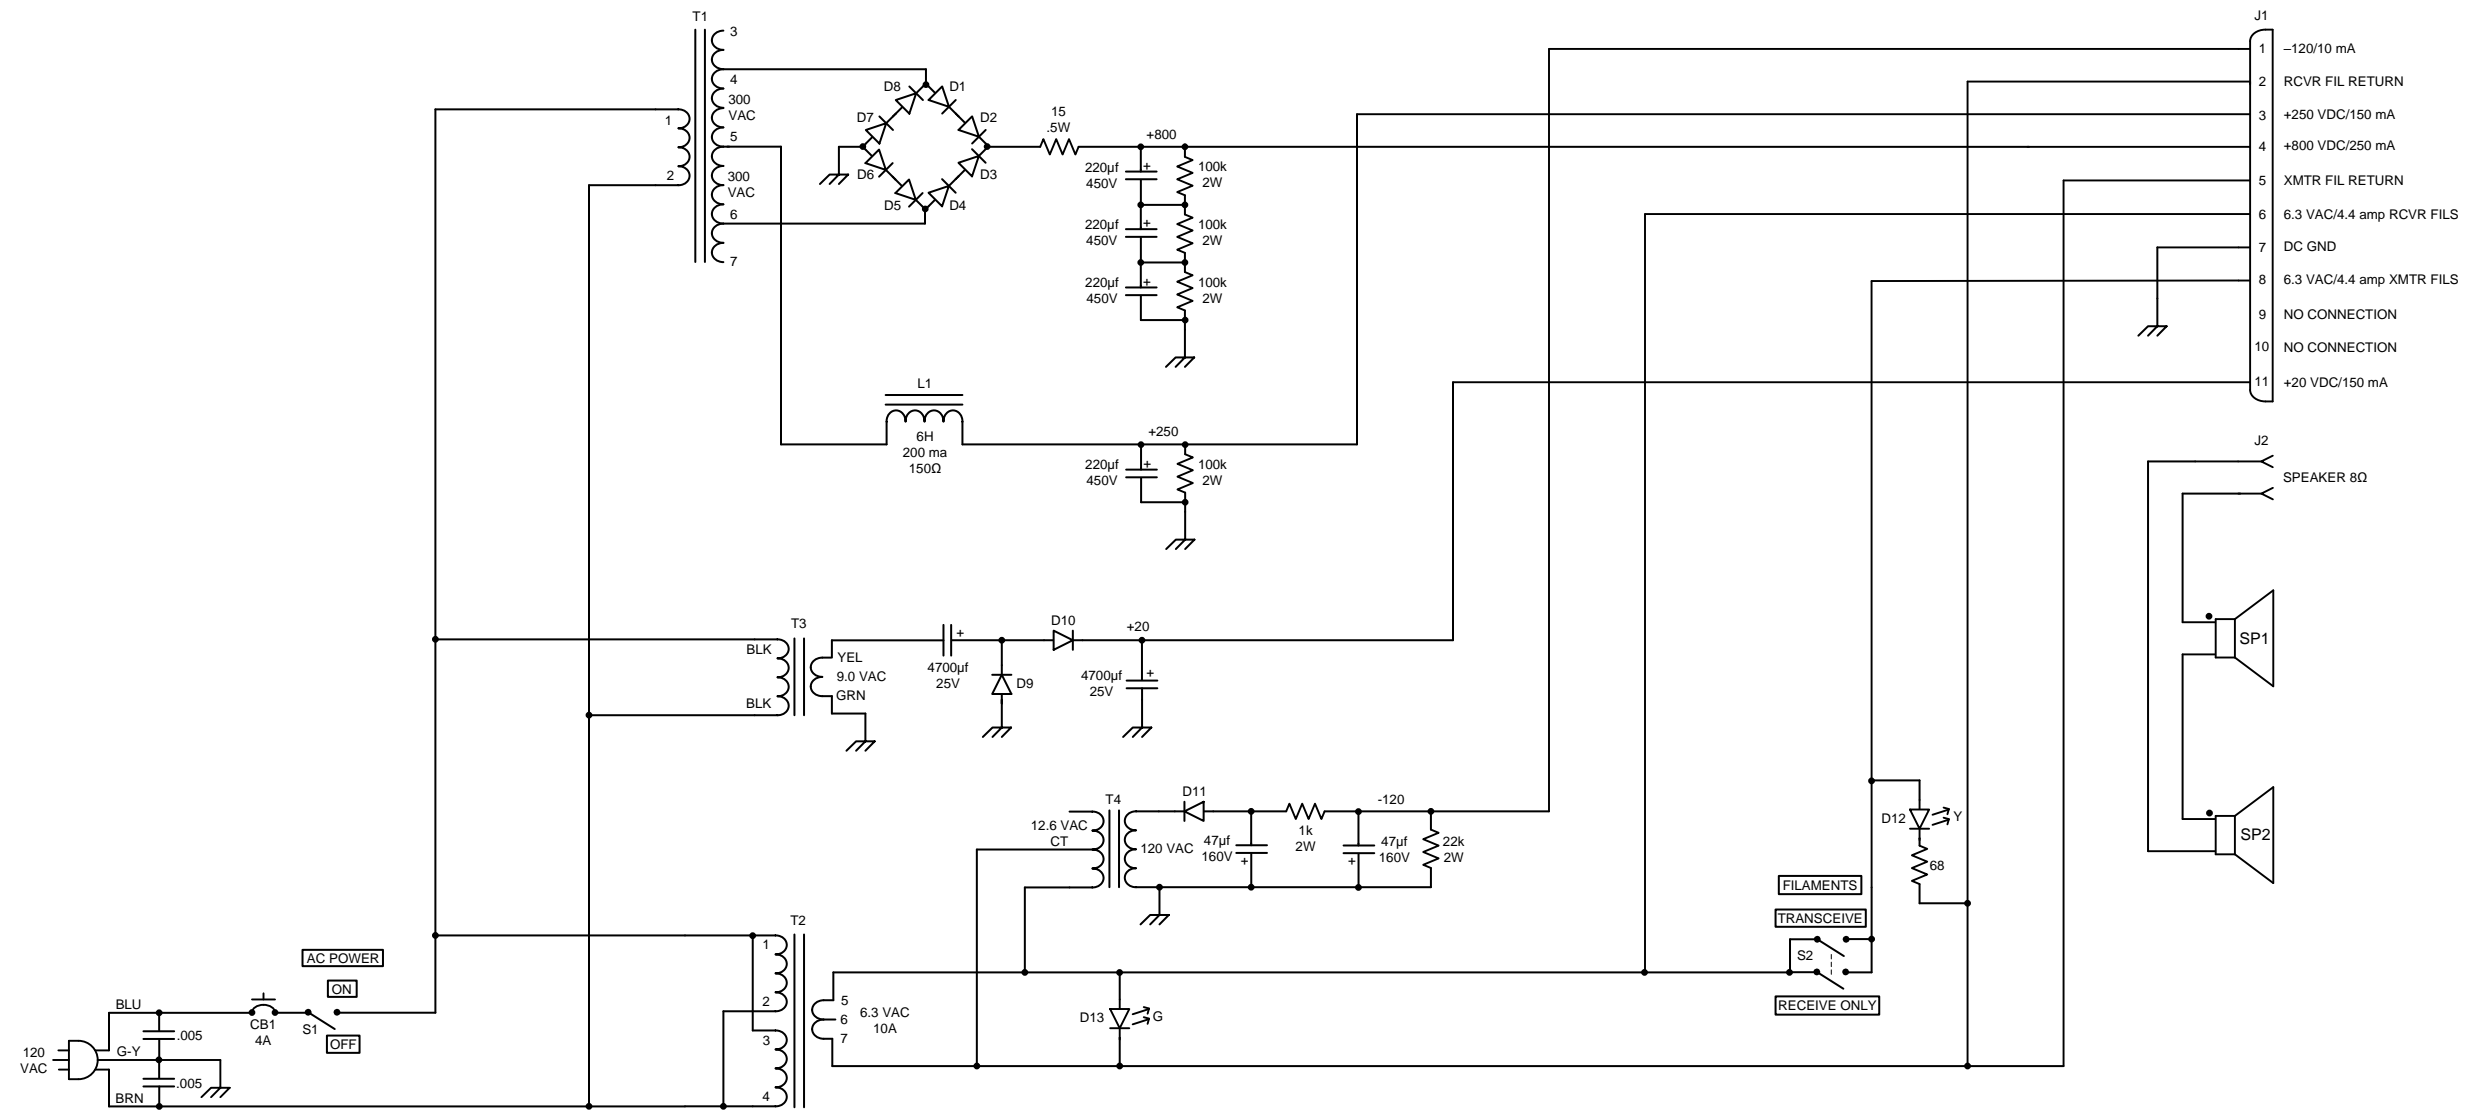 T1
3
4
300
VAC
5
300
VAC
6
7
1
2
D8
D1
D7
D2
D6
D3
D5
D4
15
.5W
+800
220µf
450V
+
100k
2W
220µf
450V
+
100k
2W
220µf
450V
+
100k
2W
L1
6H
200 ma
150Ω
+250
220µf
450V
+
100k
2W
J1
1 –120/10 mA
2 RCVR FIL RETURN
3 +250 VDC/150 mA
4 +800 VDC/250 mA
5 XMTR FIL RETURN
6 6.3 VAC/4.4 amp RCVR FILS
7 DC GND
8 6.3 VAC/4.4 amp XMTR FILS
9 NO CONNECTION
10 NO CONNECTION
11 +20 VDC/150 mA
J2
SPEAKER 8Ω
SP1
SP2
T3
BLK
BLK
YEL
9.0 VAC
GRN
+
4700µf
25V
D10
D9
+20
4700µf
25V
+
T4
12.6 VAC
CT
120 VAC
D11
47µf
160V
+
1k
2W
-120
47µf
160V
+
22k
2W
D12
Y
68
FILAMENTS
TRANSCEIVE
S2
RECEIVE ONLY
T2
1
2
3
4
5
6
7
6.3 VAC
10A
D13
G
AC POWER
ON
OFF
S1
CB1
4A
BLU
.005
G-Y
.005
BRN
120
VAC